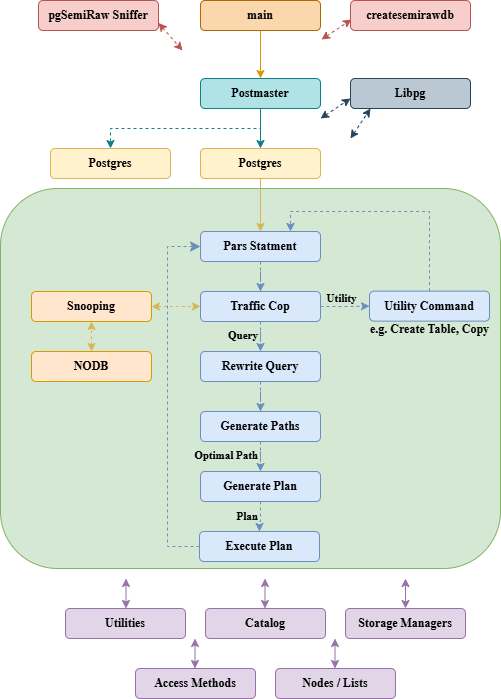 pgSemiRaw Sniffer
main
createsemirawdb
Postmaster
Libpg
Postgres
Postgres
Pars Statment
Snooping
Traffic Cop
Utility
Utility Command
e.g. Create Table, Copy
Query
NODB
Rewrite Query
Generate Paths
Optimal Path
Generate Plan
Plan
Execute Plan
Utilities
Catalog
Storage Managers
Access Methods
Nodes / Lists